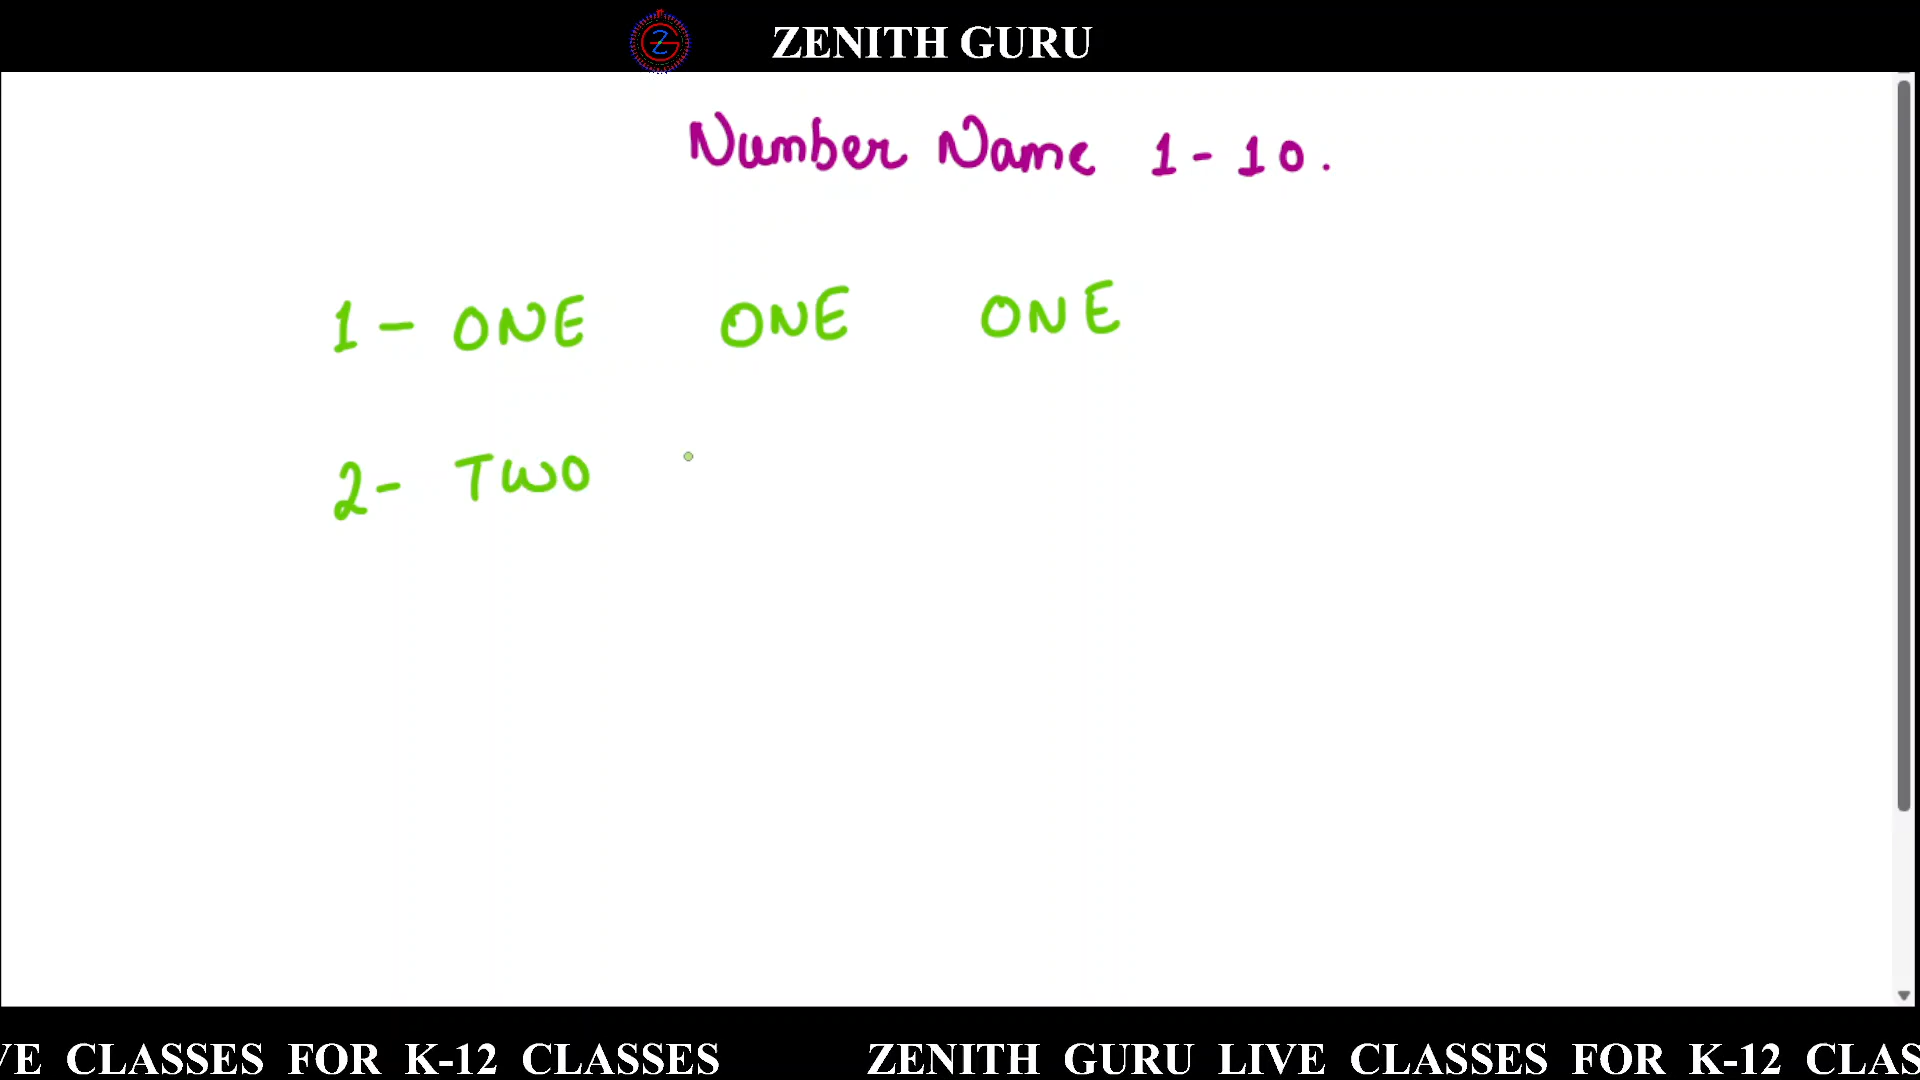 ZENITH GURU
Number Name 1-10.
1- ONE ONE ONE
2- TWO
VE CLASSES FOR K-12 CLASSES ZENITH GURU LIVE CLASSES FOR K-12 CLAS